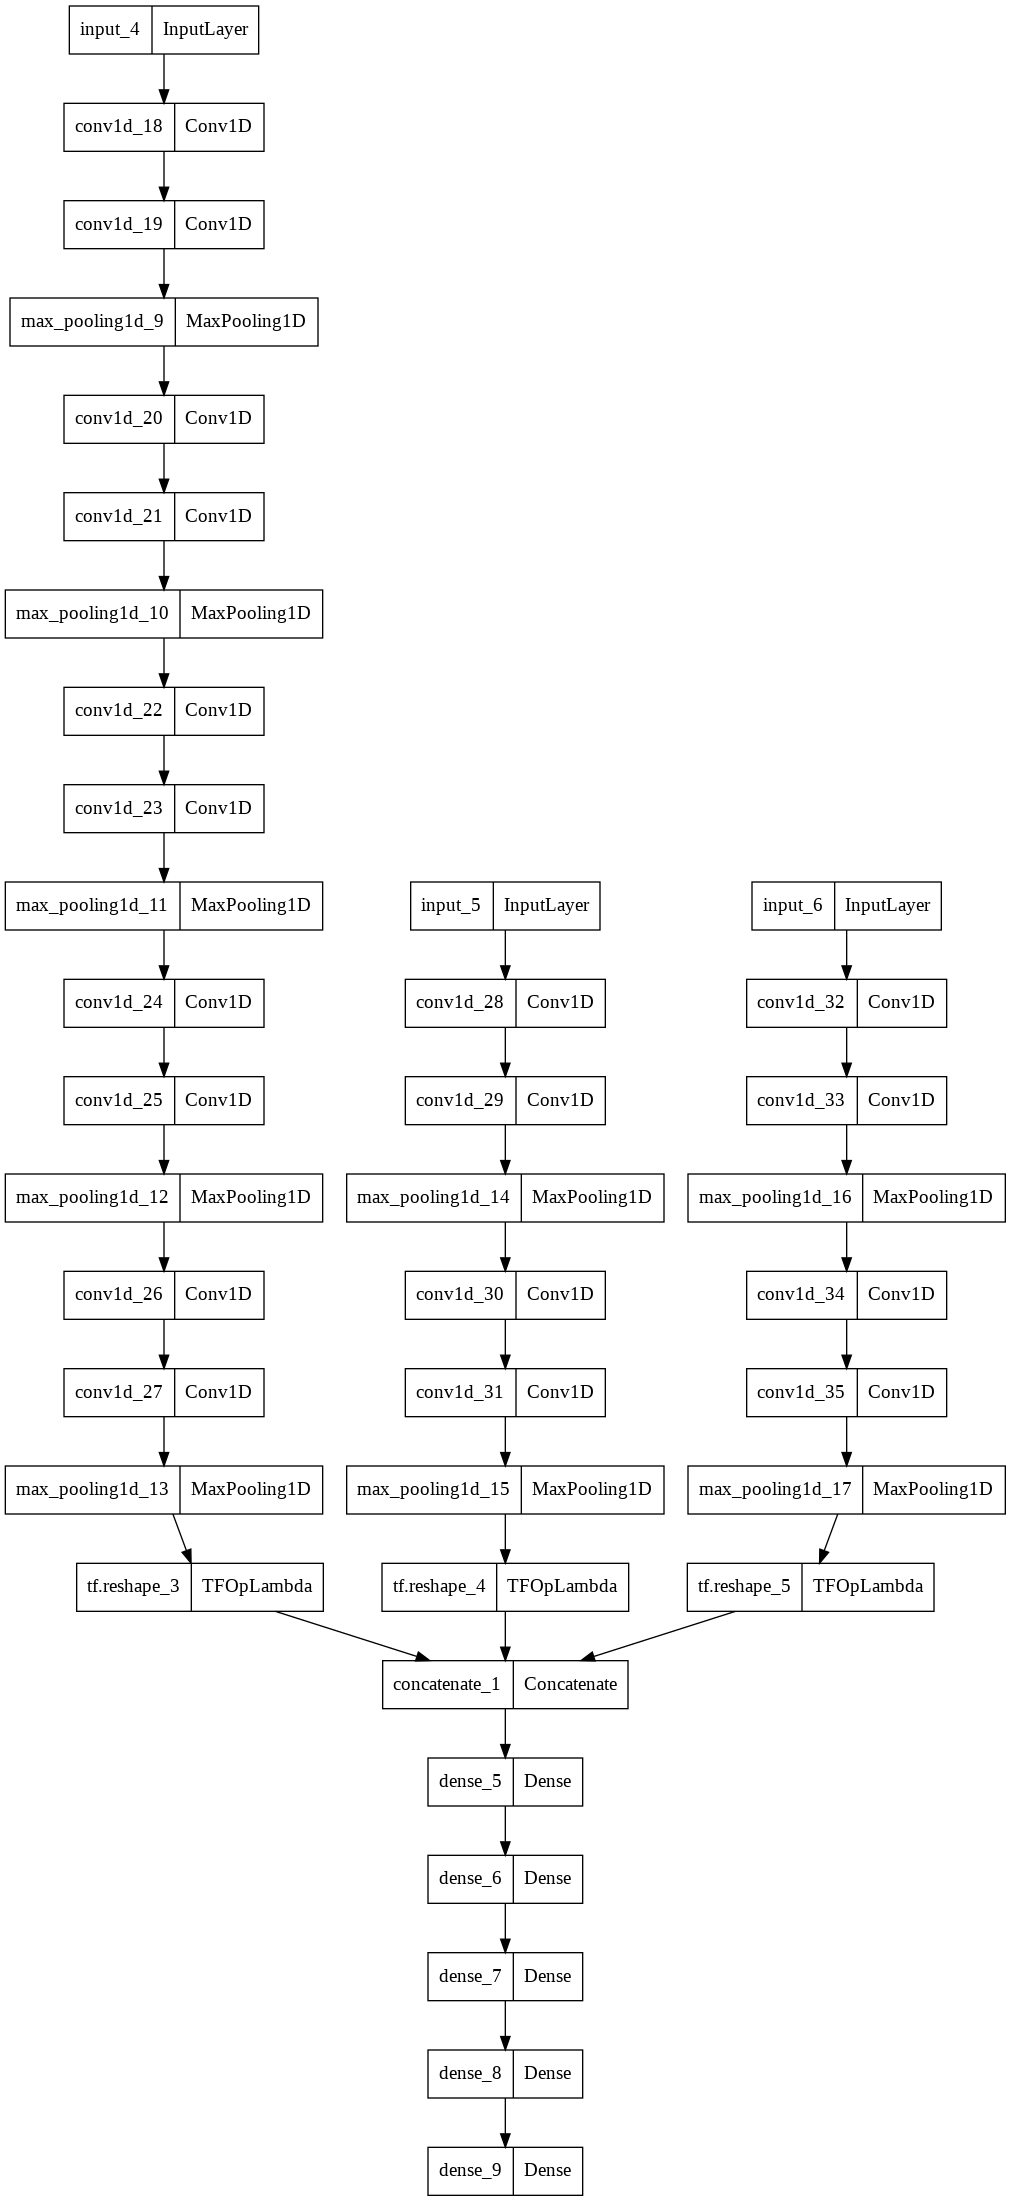 input_4 InputLayer
conv1d_18 Conv1D
conv1d_19 Conv1D
max_pooling1d_9 MaxPooling1D
conv1d_20 Conv1D
conv1d_21 Conv1D
max_pooling1d_10 MaxPooling1D
conv1d_22 Conv1D
conv1d_23 Conv1D
max_pooling1d_11 MaxPooling1D input_5 InputLayer input_6 InputLayer
conv1d_24 Conv1D conv1d_28 Conv1D conv1d_32 Conv1D
conv1d_25 Conv1D conv1d_29 Conv1D conv1d_33 Conv1D
max_pooling1d_12 MaxPooling1D max_pooling1d_14 MaxPooling1D max_pooling1d_16 MaxPooling1D
conv1d_26 Conv1D conv1d_30 Conv1D conv1d_34 Conv1D
conv1d_27 Conv1D conv1d_31 Conv1D conv1d_35 Conv1D
max_pooling1d_13 MaxPooling1D max_pooling1d_15 MaxPooling1D max_pooling1d_17 MaxPooling1D
tf.reshape_3 TFOpLambda tf.reshape_4 TFOpLambda tf.reshape_5 TFOpLambda
concatenate_1 Concatenate
dense_5 Dense
dense_6 Dense
dense_7 Dense
dense_8 Dense
dense_9 Dense